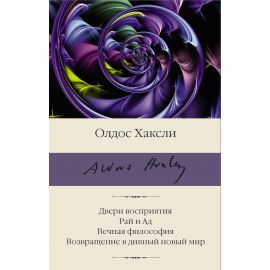 Олдос Хаксли
Aldous Huxley
Двери восприятия
Рай и Ад
Вечная философия
Возвращение в дивный новый мир